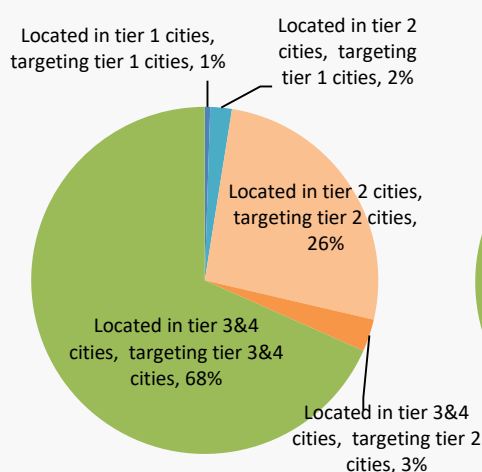 Located in tier 1 cities,
targeting tier 1 cities, 1%
Located in tier 2
cities, targeting
tier 1 cities, 2%
Located in tier 2 cities,
targeting tier 2 cities,
26%
Located in tier 3&4
cities, targeting tier 3&4
cities, 68%
Located in tier 3&4
cities, targeting tier 2
cities, 3%